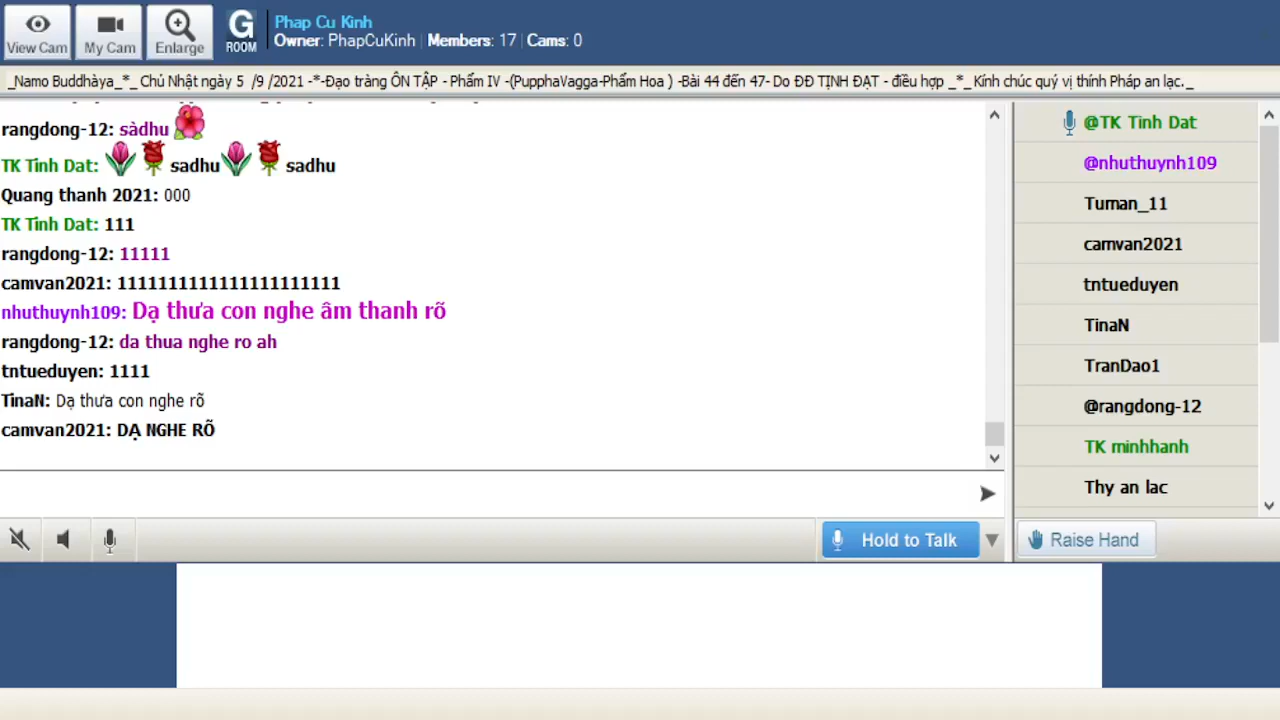 Phap Cu Kinh
View Cam My Cam Enlarge G ROOM Owner: PhapCuKinh | Members: 17 | Cams: 0
_Namo Buddhàya_*_ Chủ Nhật ngày 5 /9 /2021 -*-Đạo tràng ÔN TẬP - Phẩm IV -(PupphaVagga-Phẩm Hoa ) -Bài 44 đến 47- Do ĐĐ TỊNH ĐẠT - điều hợp _*_Kính chúc quý vị thính Pháp an lạc._
rangdong-12: sàdhu
TK Tinh Dat: sadhu sadhu
Quang thanh 2021: 000
TK Tinh Dat: 111
rangdong-12: 11111
camvan2021: 1111111111111111111111
nhuthuynh109: Dạ thưa con nghe âm thanh rõ
rangdong-12: da thua nghe ro ah
tntueduyen: 1111
TinaN: Dạ thưa con nghe rõ
camvan2021: DẠ NGHE RÕ
@TK Tinh Dat
@nhuthuynh109
Tuman_11
camvan2021
tntueduyen
TinaN
TranDao1
@rangdong-12
TK minhhanh
Thy an lac
Hold to Talk
Raise Hand